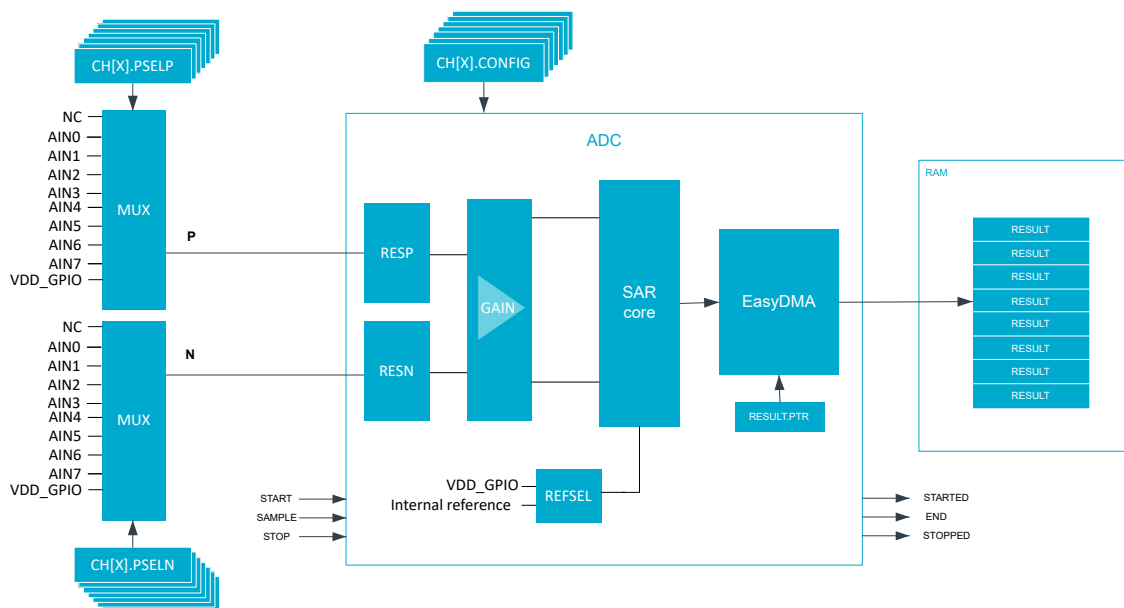 CH[X].PSELP
CH[X].CONFIG
NC
AIN0
AIN1
AIN2
AIN3
AIN4
AIN5
AIN6
AIN7
VDD_GPIO
MUX
P
NC
AIN0
AIN1
AIN2
AIN3
AIN4
AIN5
AIN6
AIN7
VDD_GPIO
MUX
N
CH[X].PSELN
ADC
RESP
RESN
GAIN
SAR
core
EasyDMA
RESULT.PTR
VDD_GPIO
Internal reference
REFSEL
START
SAMPLE
STOP
STARTED
END
STOPPED
RAM
RESULT
RESULT
RESULT
RESULT
RESULT
RESULT
RESULT
RESULT